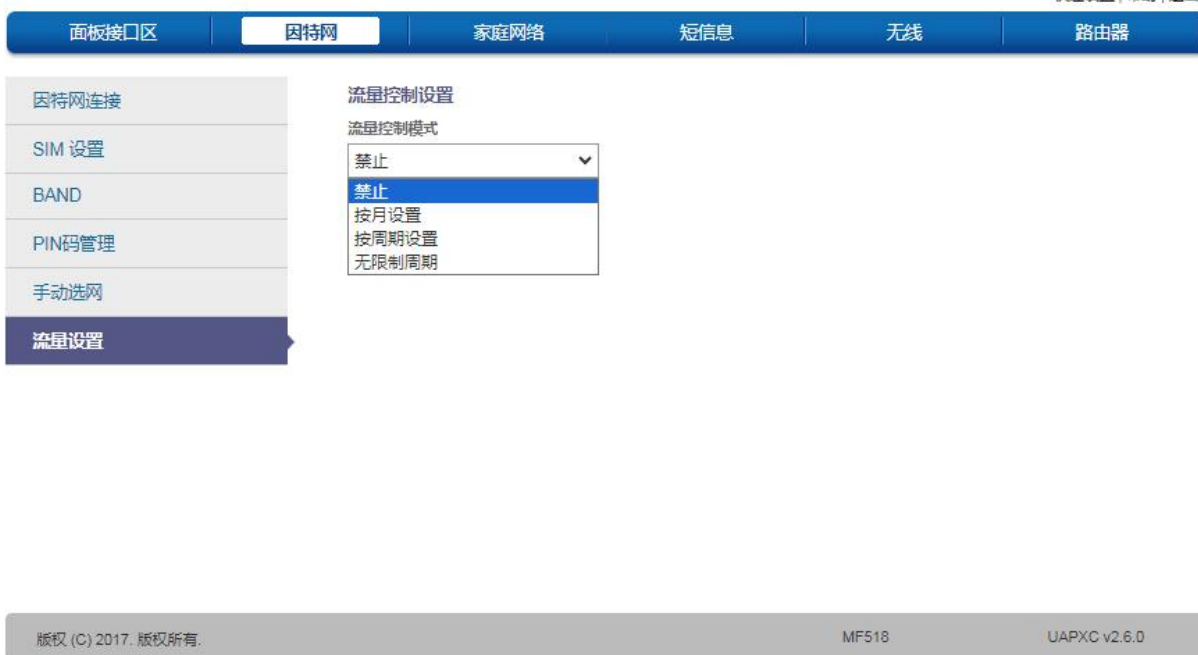 面板接口区 因特网 家庭网络 短信息 无线 路由器
因特网连接
SIM 设置
BAND
PIN码管理
手动选网
流量设置
流量控制设置
流量控制模式
禁止
禁止
按月设置
按周期设置
无限制周期
版权 (C) 2017. 版权所有. MF518 UAPXC v2.6.0